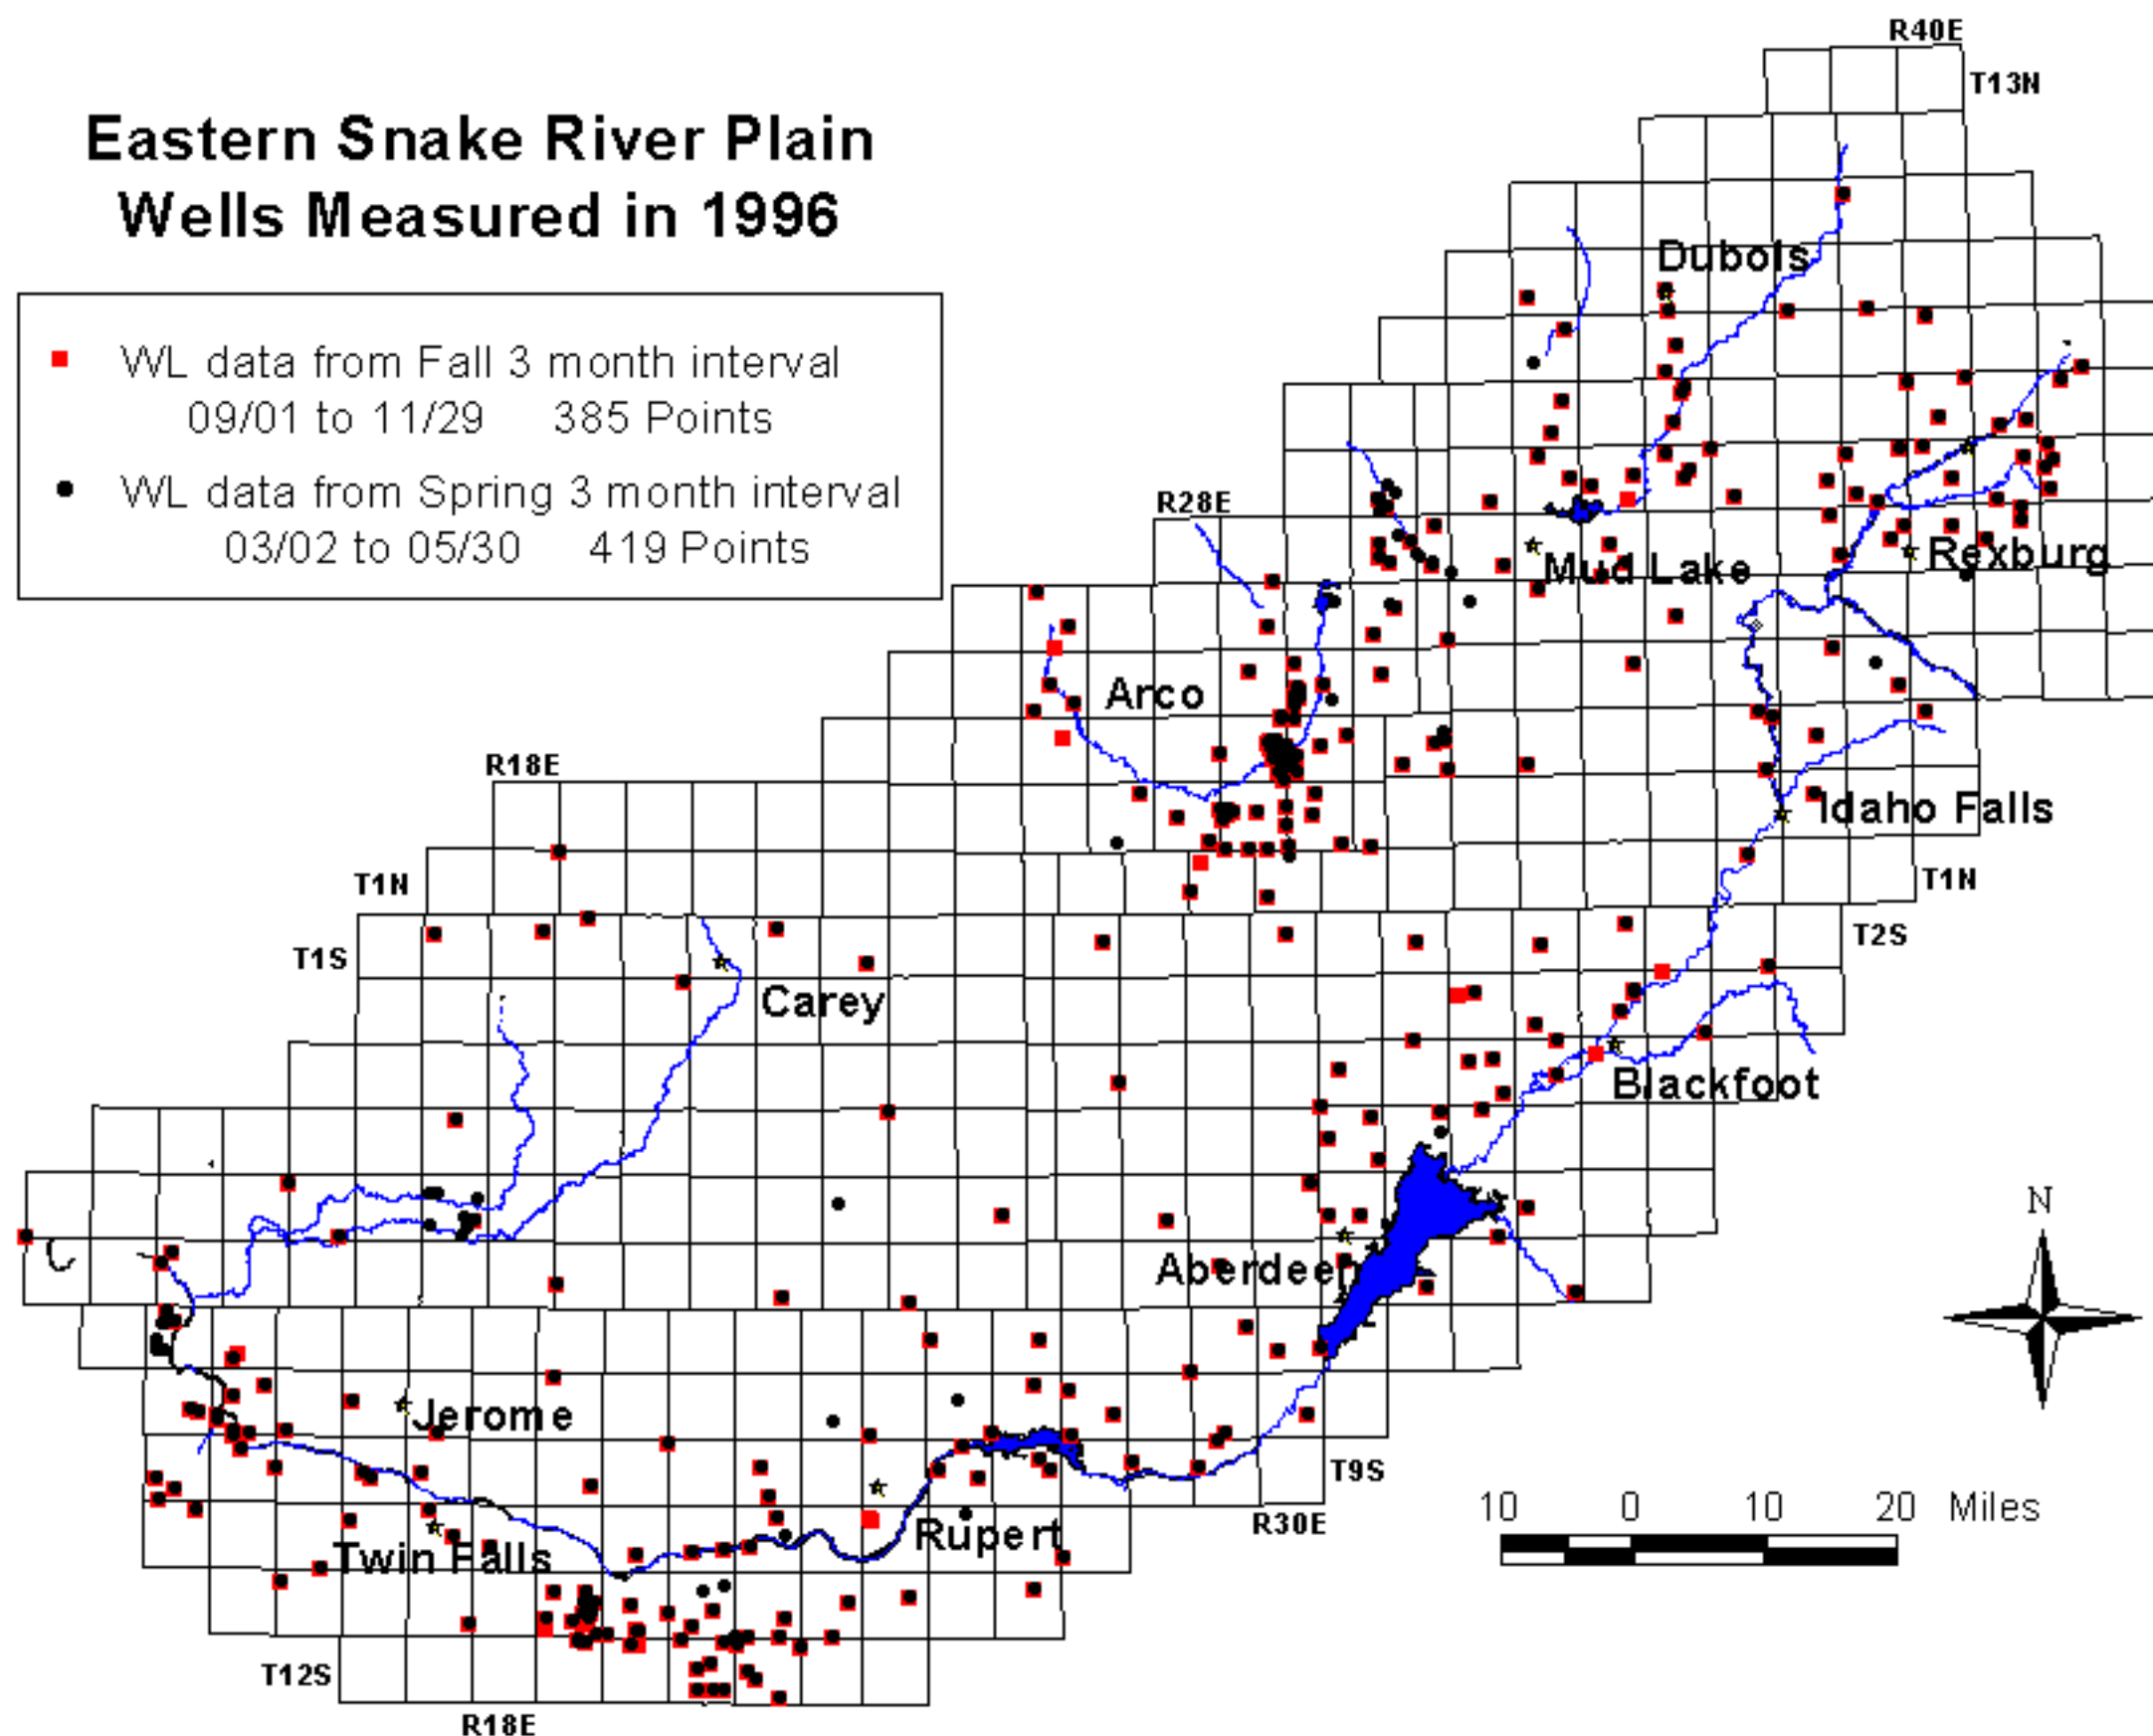 R40E
T13N
Eastern Snake River Plain
Wells Measured in 1996
Dubois
WL data from Fall 3 month interval
09/01 to 11/29 385 Points
WL data from Spring 3 month interval
03/02 to 05/30 419 Points
R28E
Mud Lake
Rexburg
Arco
R18E
Idaho Falls
T1N
T1N
T1S
T2S
Carey
Blackfoot
N
Aberdeen
Jerome
T9S
R30E
10 0 10 20 Miles
Rupert
Twin Falls
T12S
R18E